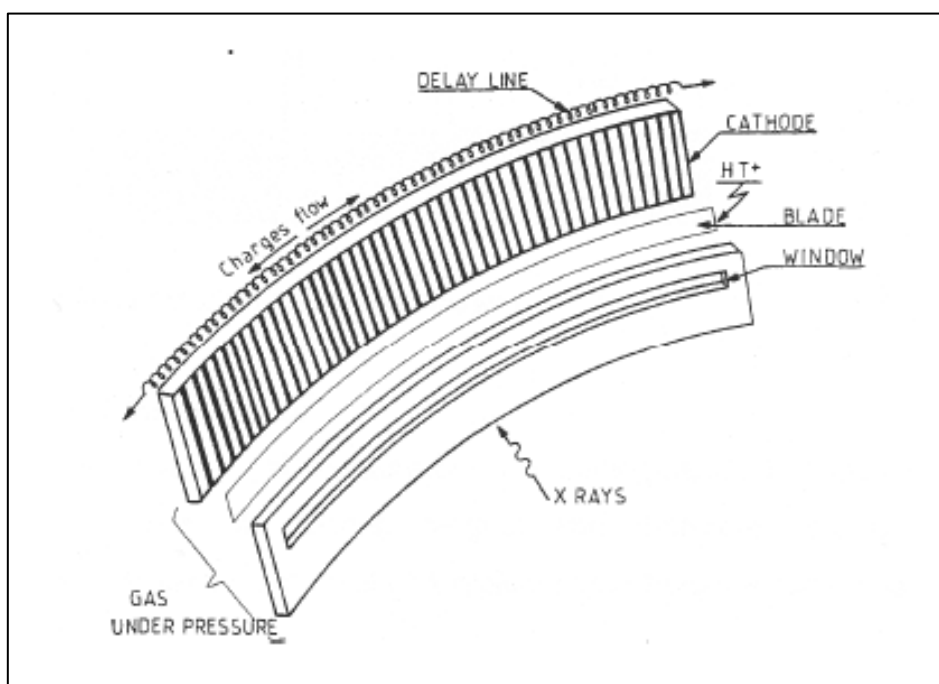 DELAY LINE
CATHODE
HT+
BLADE
WINDOW
Charges flow
X RAYS
GAS
UNDER PRESSURE